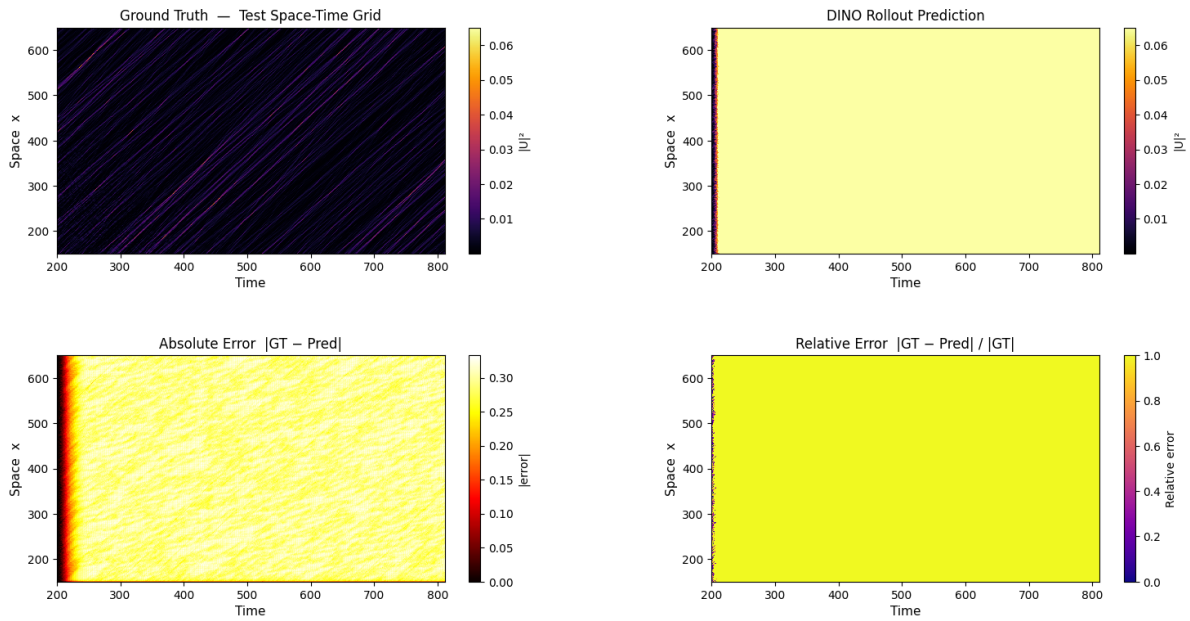 Ground Truth — Test Space-Time Grid
600
500
400
300
200
Space x
200 300 400 500 600 700 800
Time
0.06
0.05
0.04
0.03
0.02
0.01
|U|²
DINO Rollout Prediction
600
500
400
300
200
Space x
200 300 400 500 600 700 800
Time
0.06
0.05
0.04
0.03
0.02
0.01
|U|²
Absolute Error |GT − Pred|
600
500
400
300
200
Space x
200 300 400 500 600 700 800
Time
0.30
0.25
0.20
0.15
0.10
0.05
0.00
|error|
Relative Error |GT − Pred| / |GT|
600
500
400
300
200
Space x
200 300 400 500 600 700 800
Time
1.0
0.8
0.6
0.4
0.2
0.0
Relative error